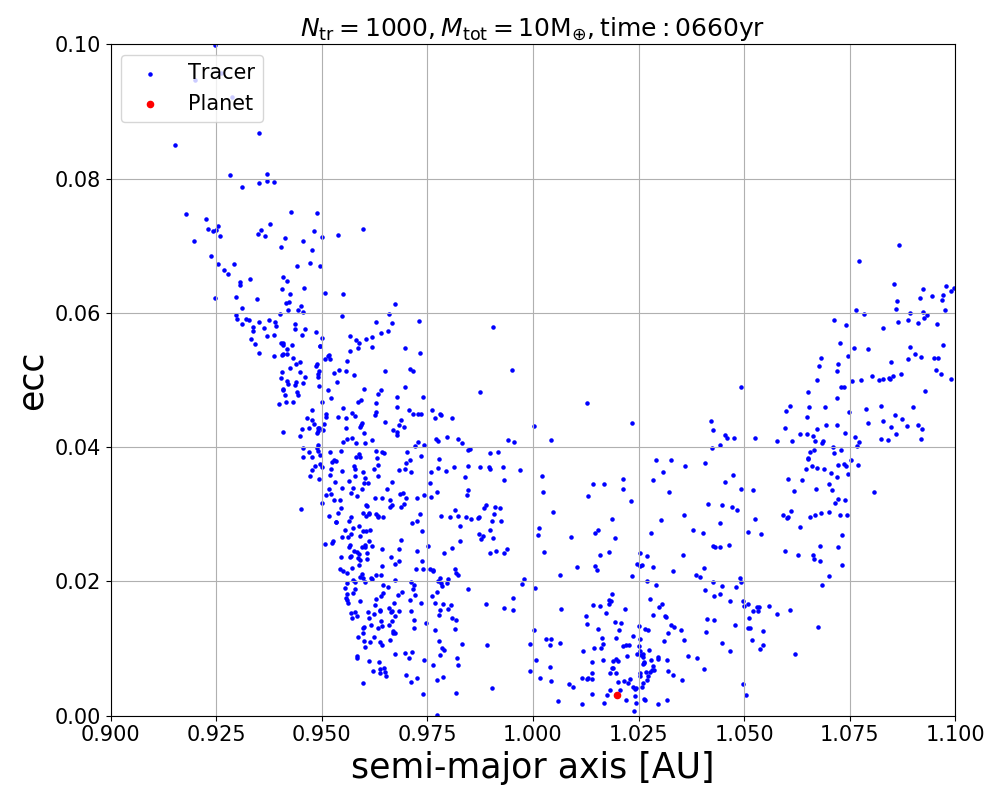 N_tr = 1000, M_tot = 10M_⊕, time : 0660yr
0.10
0.08
0.06
0.04
0.02
0.00
ecc
Tracer
Planet
0.900 0.925 0.950 0.975 1.000 1.025 1.050 1.075 1.100
semi-major axis [AU]